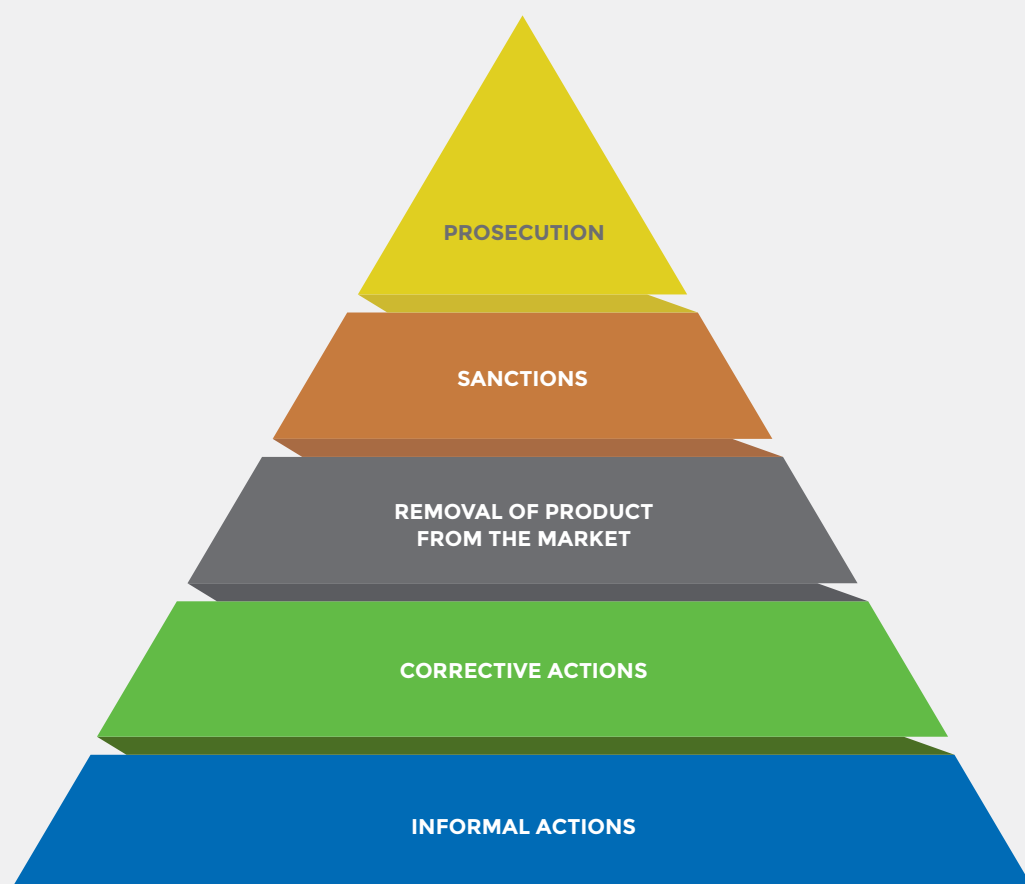 PROSECUTION
SANCTIONS
REMOVAL OF PRODUCT
FROM THE MARKET
CORRECTIVE ACTIONS
INFORMAL ACTIONS